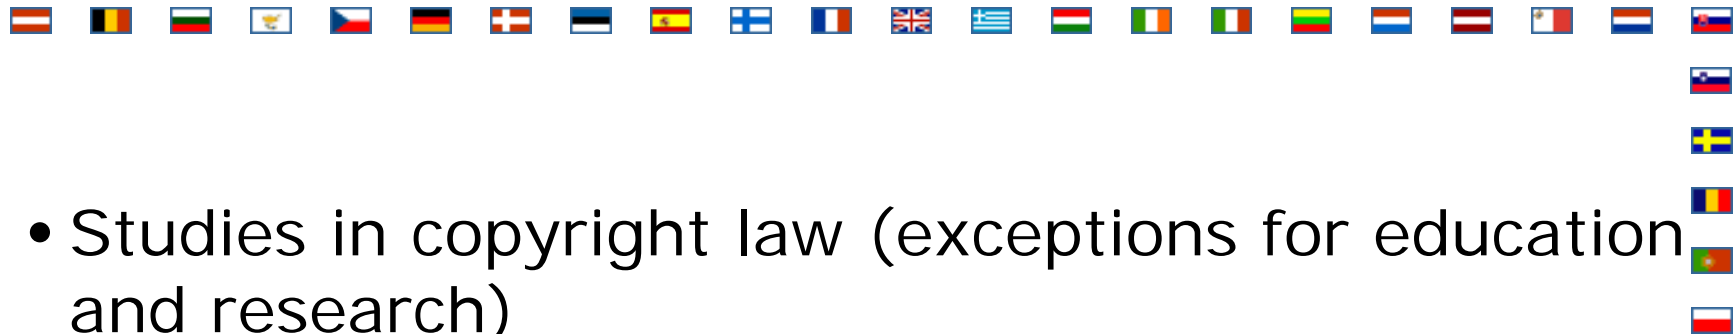 • Studies in copyright law (exceptions for education
and research)